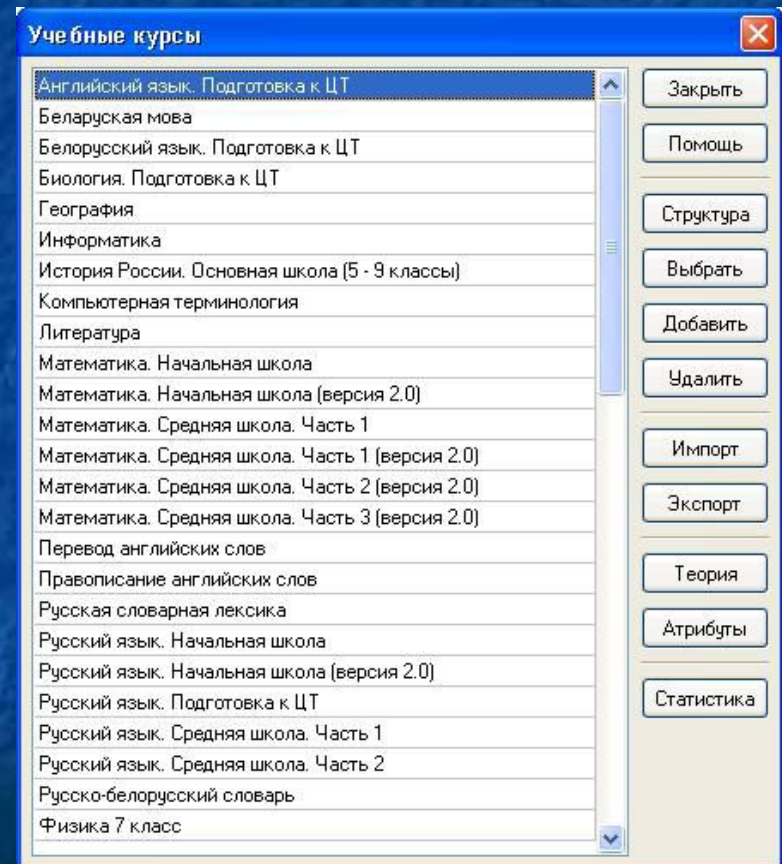 Учебные курсы
Английский язык. Подготовка к ЦТ
Беларуская мова
Белорусский язык. Подготовка к ЦТ
Биология. Подготовка к ЦТ
География
Информатика
История России. Основная школа (5 - 9 классы)
Компьютерная терминология
Литература
Математика. Начальная школа
Математика. Начальная школа (версия 2.0)
Математика. Средняя школа. Часть 1
Математика. Средняя школа. Часть 1 (версия 2.0)
Математика. Средняя школа. Часть 2 (версия 2.0)
Математика. Средняя школа. Часть 3 (версия 2.0)
Перевод английских слов
Правописание английских слов
Русская словарная лексика
Русский язык. Начальная школа
Русский язык. Начальная школа (версия 2.0)
Русский язык. Подготовка к ЦТ
Русский язык. Средняя школа. Часть 1
Русский язык. Средняя школа. Часть 2
Русско-белорусский словарь
Физика 7 класс
Закрыть
Помощь
Структура
Выбрать
Добавить
Удалить
Импорт
Экспорт
Теория
Атрибуты
Статистика